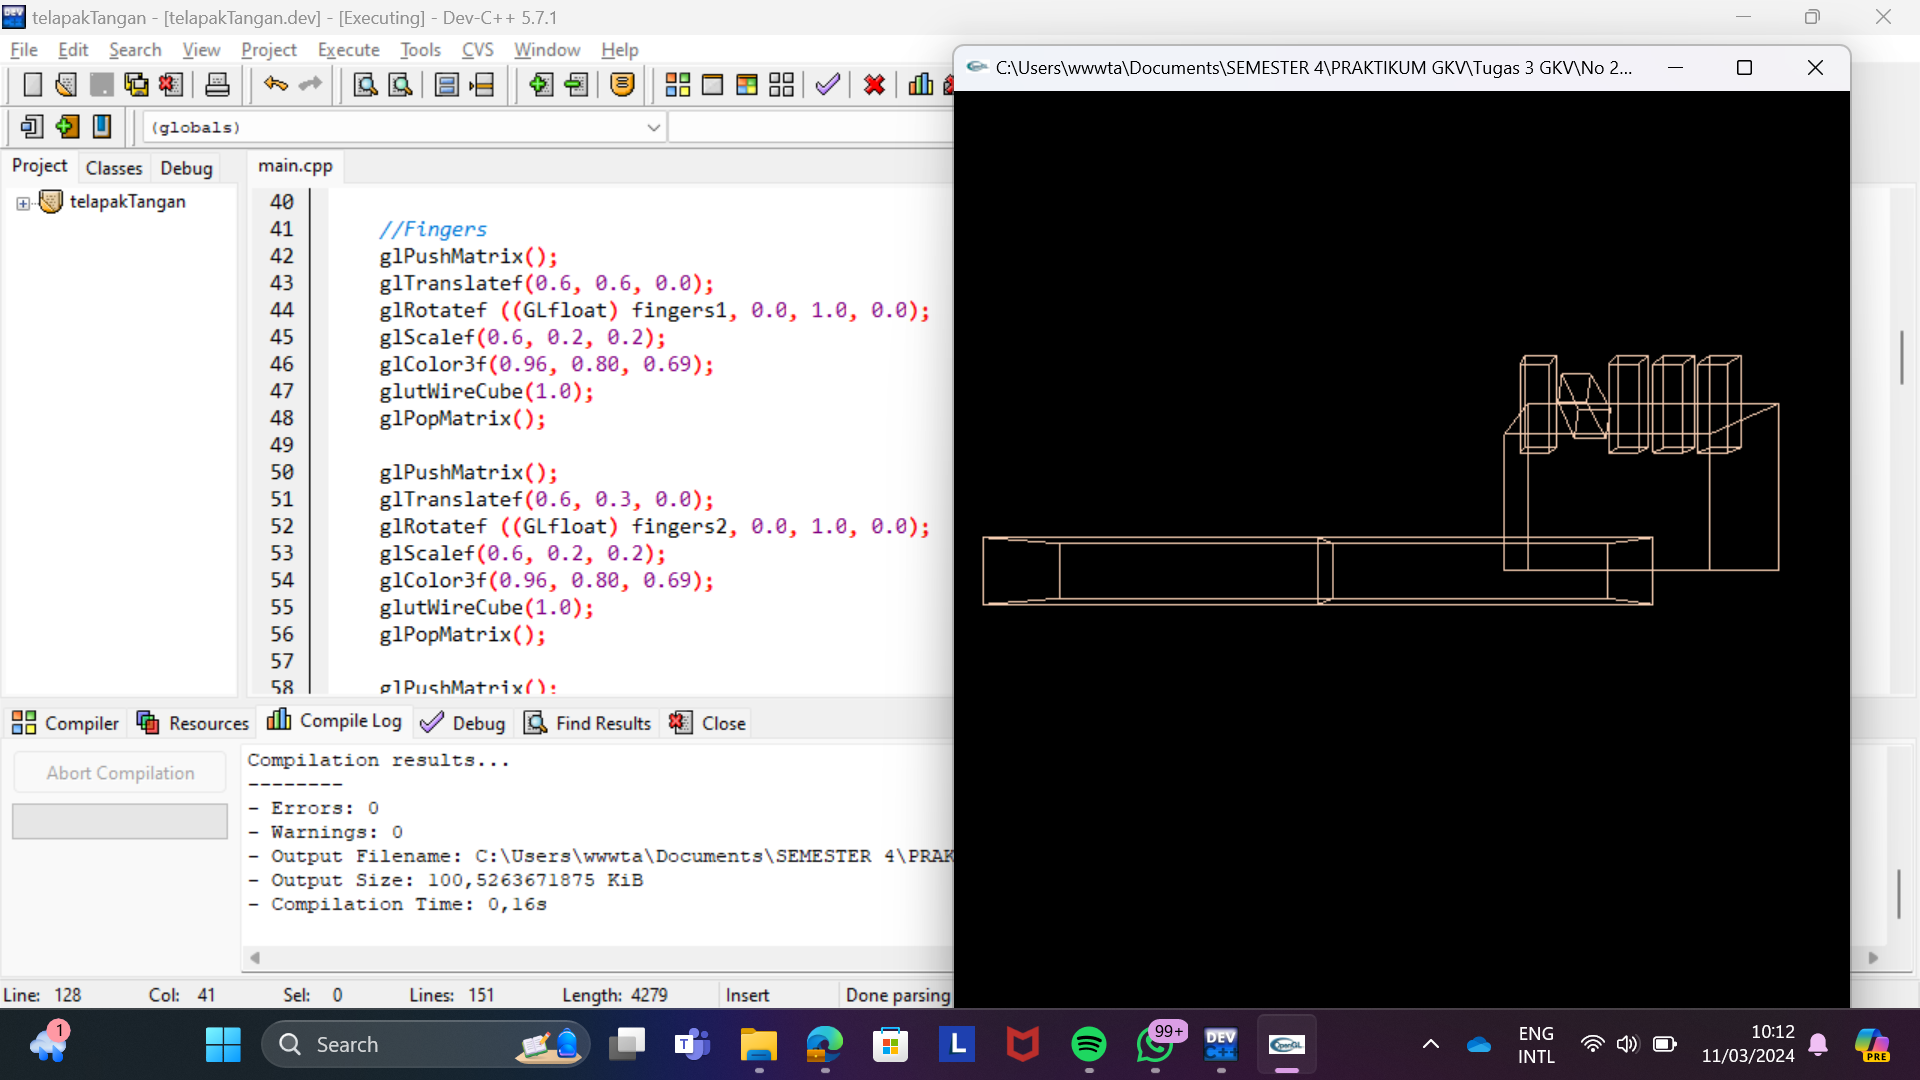 telapakTangan - [telapakTangan.dev] - [Executing] - Dev-C++ 5.7.1
File Edit Search View Project Execute Tools CVS Window Help
C:\Users\wwwta\Documents\SEMESTER 4\PRAKTIKUM GKV\Tugas 3 GKV\No 2...
(globals)
Project Classes Debug
main.cpp
telapakTangan
40
41 //Fingers
42 glPushMatrix();
43 glTranslatef(0.6, 0.6, 0.0);
44 glRotatef ((GLfloat) fingers1, 0.0, 1.0, 0.0);
45 glScalef(0.6, 0.2, 0.2);
46 glColor3f(0.96, 0.80, 0.69);
47 glutWireCube(1.0);
48 glPopMatrix();
49
50 glPushMatrix();
51 glTranslatef(0.6, 0.3, 0.0);
52 glRotatef ((GLfloat) fingers2, 0.0, 1.0, 0.0);
53 glScalef(0.6, 0.2, 0.2);
54 glColor3f(0.96, 0.80, 0.69);
55 glutWireCube(1.0);
56 glPopMatrix();
57
58 glPushMatrix();
Compiler Resources Compile Log Debug Find Results Close
Abort Compilation
Compilation results...
--------
- Errors: 0
- Warnings: 0
- Output Filename: C:\Users\wwwta\Documents\SEMESTER 4\PRAK
- Output Size: 100,5263671875 KiB
- Compilation Time: 0,16s
Line: 128 Col: 41 Sel: 0 Lines: 151 Length: 4279 Insert Done parsing
1
Search
T
L
99+
DEV
C++
OpenGL
ENG
INTL
10:12
11/03/2024
PRE